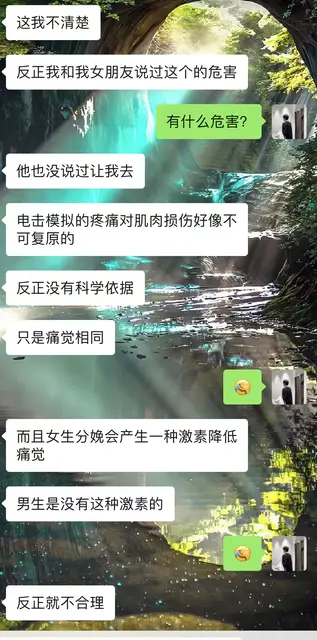 这我不清楚
反正我和我女朋友说过这个的危害
有什么危害?
他也没说过让我去
电击模拟的疼痛对肌肉损伤好像不
可复原的
反正没有科学依据
只是痛觉相同
而且女生分娩会产生一种激素降低
痛觉
男生是没有这种激素的
反正就不合理